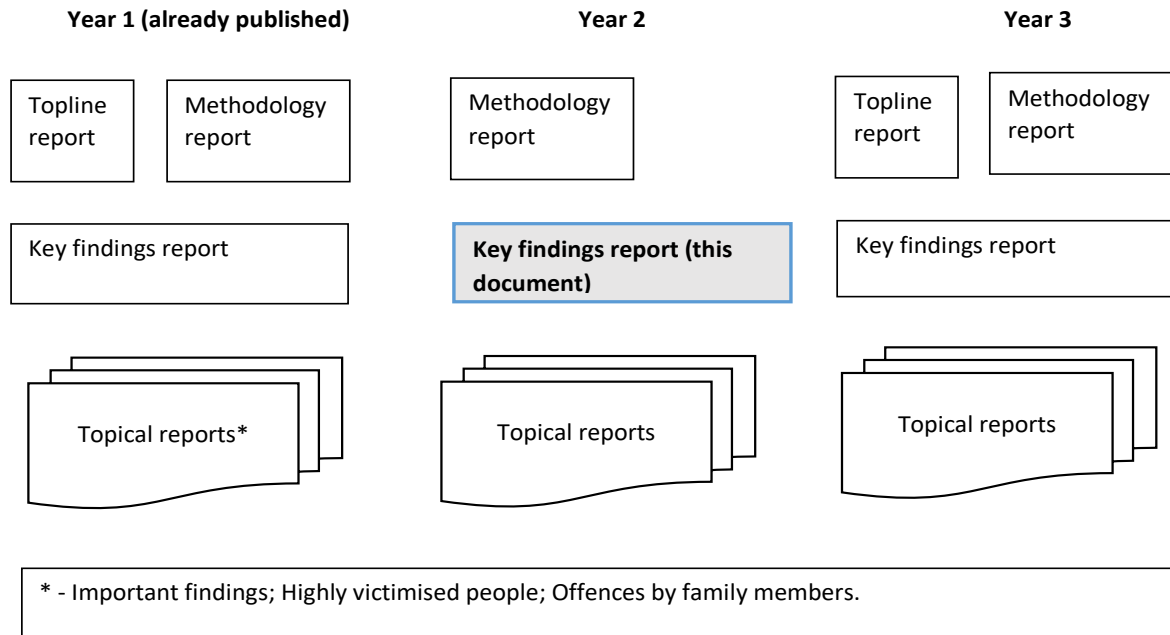 Year 1 (already published)
Year 2
Year 3
Topline
report
Methodology
report
Methodology
report
Topline
report
Methodology
report
Key findings report
Key findings report (this
document)
Key findings report
Topical reports*
Topical reports
Topical reports
* - Important findings; Highly victimised people; Offences by family members.